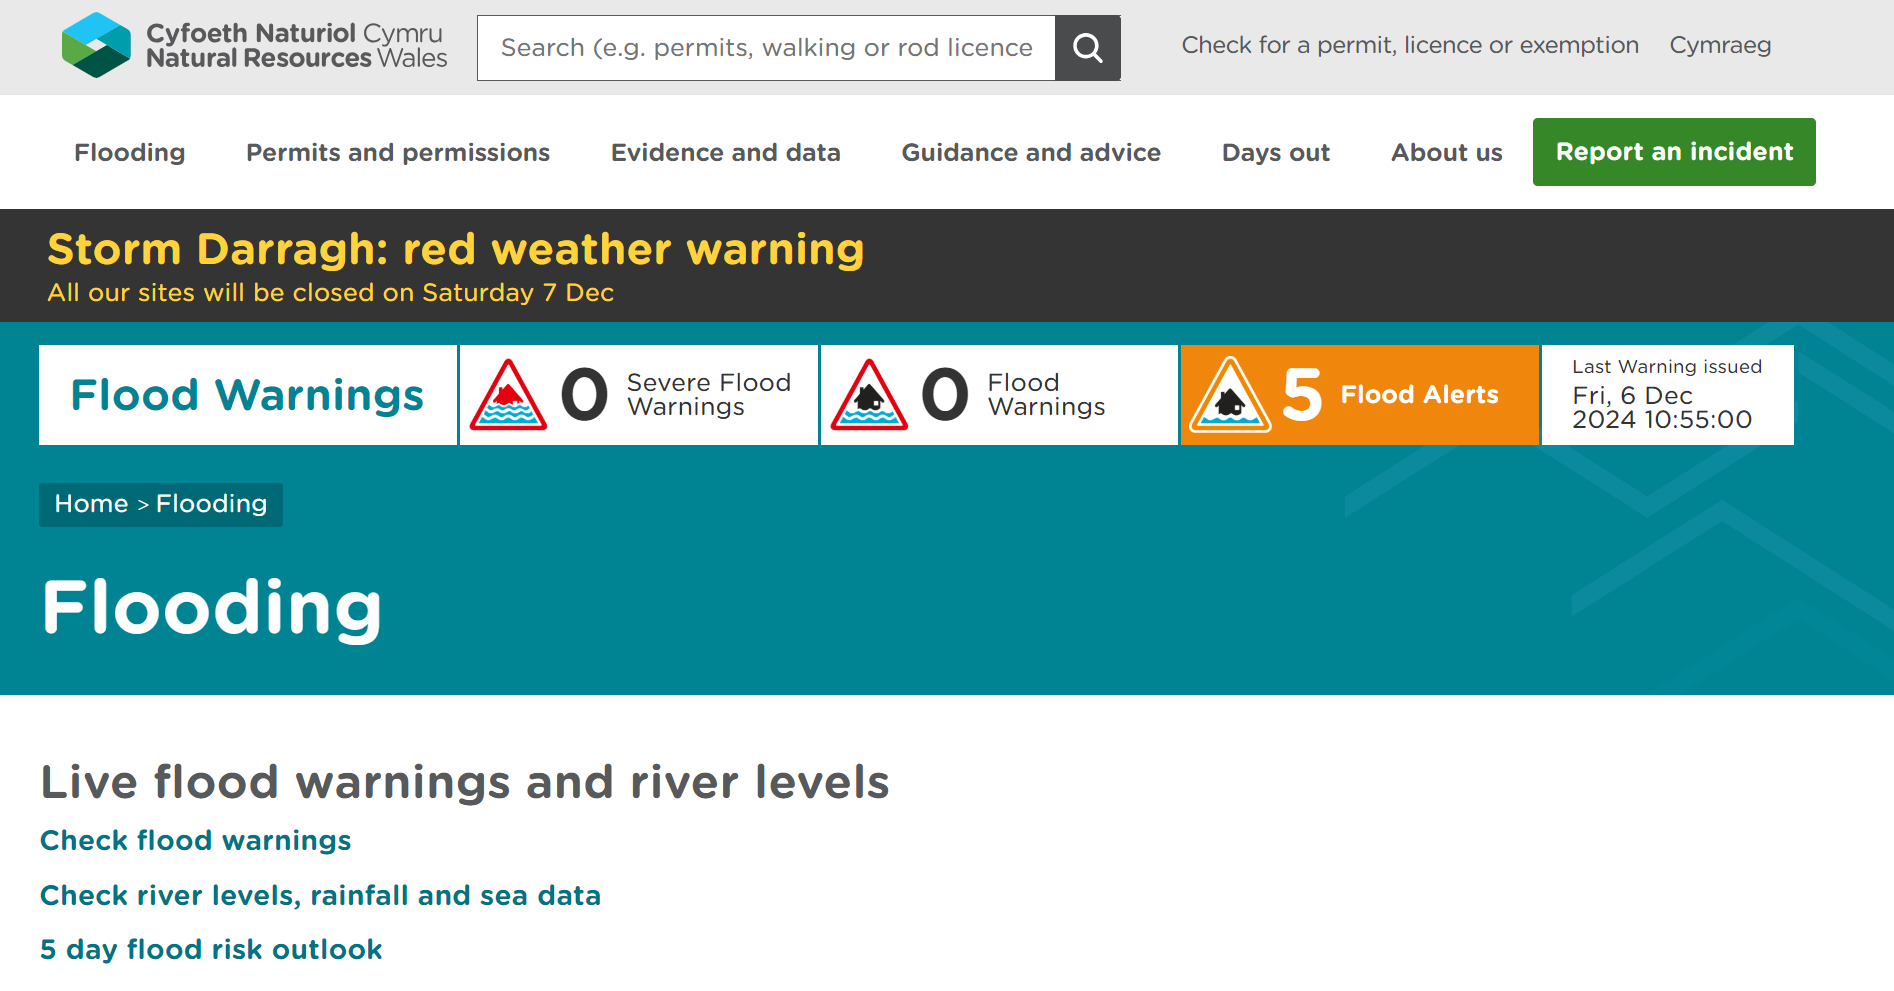 Cyfoeth Naturiol Cymru
Natural Resources Wales
Search (e.g. permits, walking or rod licence
Check for a permit, licence or exemption
Cymraeg
Flooding
Permits and permissions
Evidence and data
Guidance and advice
Days out
About us
Report an incident
Storm Darragh: red weather warning
All our sites will be closed on Saturday 7 Dec
Flood Warnings
0
Severe Flood
Warnings
0
Flood
Warnings
5
Flood Alerts
Last Warning issued
Fri, 6 Dec
2024 10:55:00
Home > Flooding
Flooding
Live flood warnings and river levels
Check flood warnings
Check river levels, rainfall and sea data
5 day flood risk outlook